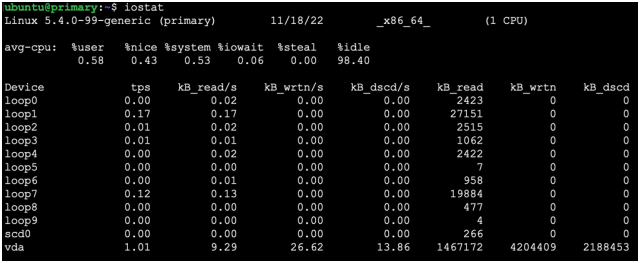 ubuntu@primary:~$ iostat
Linux 5.4.0-99-generic (primary) 11/18/22 _x86_64_ (1 CPU)
avg-cpu: %user %nice %system %iowait %steal %idle
0.58 0.43 0.53 0.06 0.00 98.40
Device tps kB_read/s kB_wrtn/s kB_dscd/s kB_read kB_wrtn kB_dscd
loop0 0.00 0.02 0.00 0.00 2423 0 0
loop1 0.17 0.17 0.00 0.00 27151 0 0
loop2 0.01 0.02 0.00 0.00 2515 0 0
loop3 0.01 0.01 0.00 0.00 1062 0 0
loop4 0.00 0.02 0.00 0.00 2422 0 0
loop5 0.00 0.00 0.00 0.00 7 0 0
loop6 0.00 0.01 0.00 0.00 958 0 0
loop7 0.12 0.13 0.00 0.00 19884 0 0
loop8 0.00 0.00 0.00 0.00 477 0 0
loop9 0.00 0.00 0.00 0.00 4 0 0
scd0 0.00 0.00 0.00 0.00 266 0 0
vda 1.01 9.29 26.62 13.86 1467172 4204409 2188453